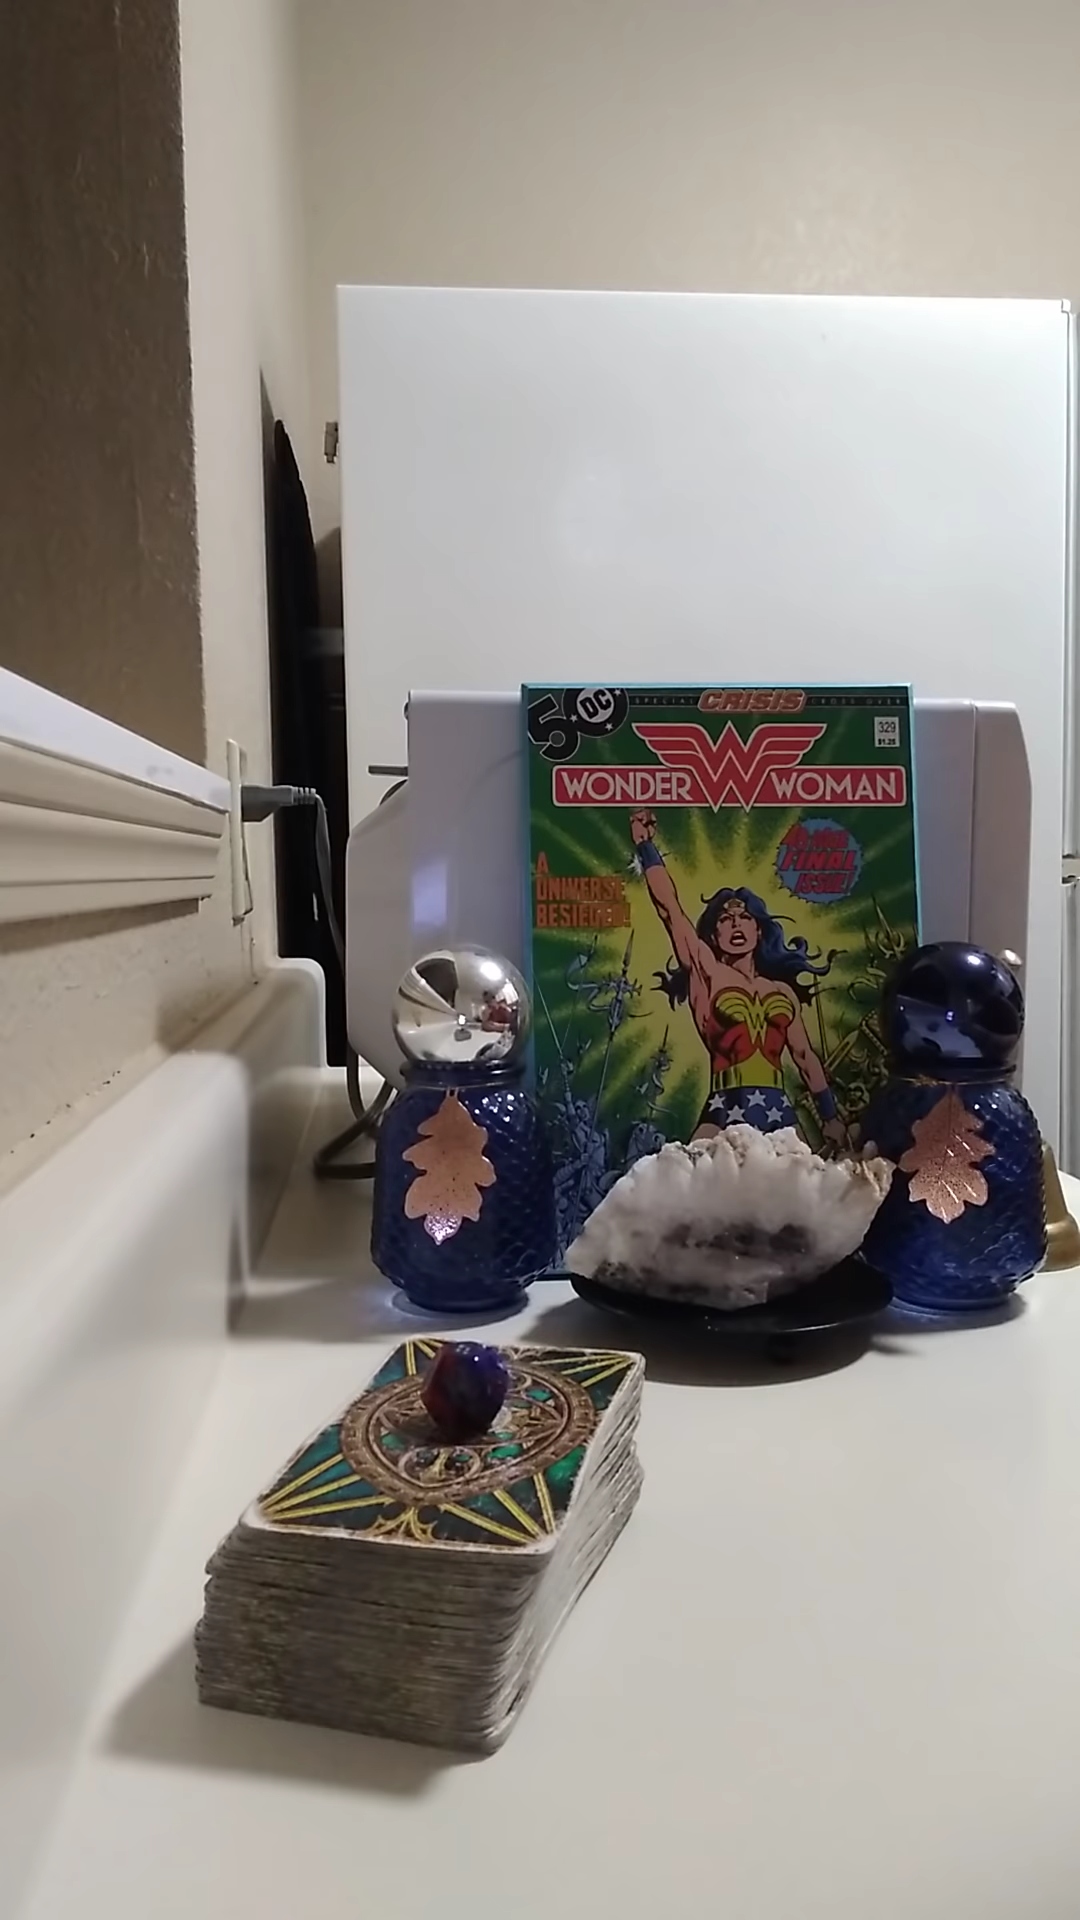 50 DC
SPECIAL CRISIS CROSS-OVER
329
$1.25
WONDER WOMAN
FINAL
ISSUE!
A
UNIVERSE
BESIEGED!